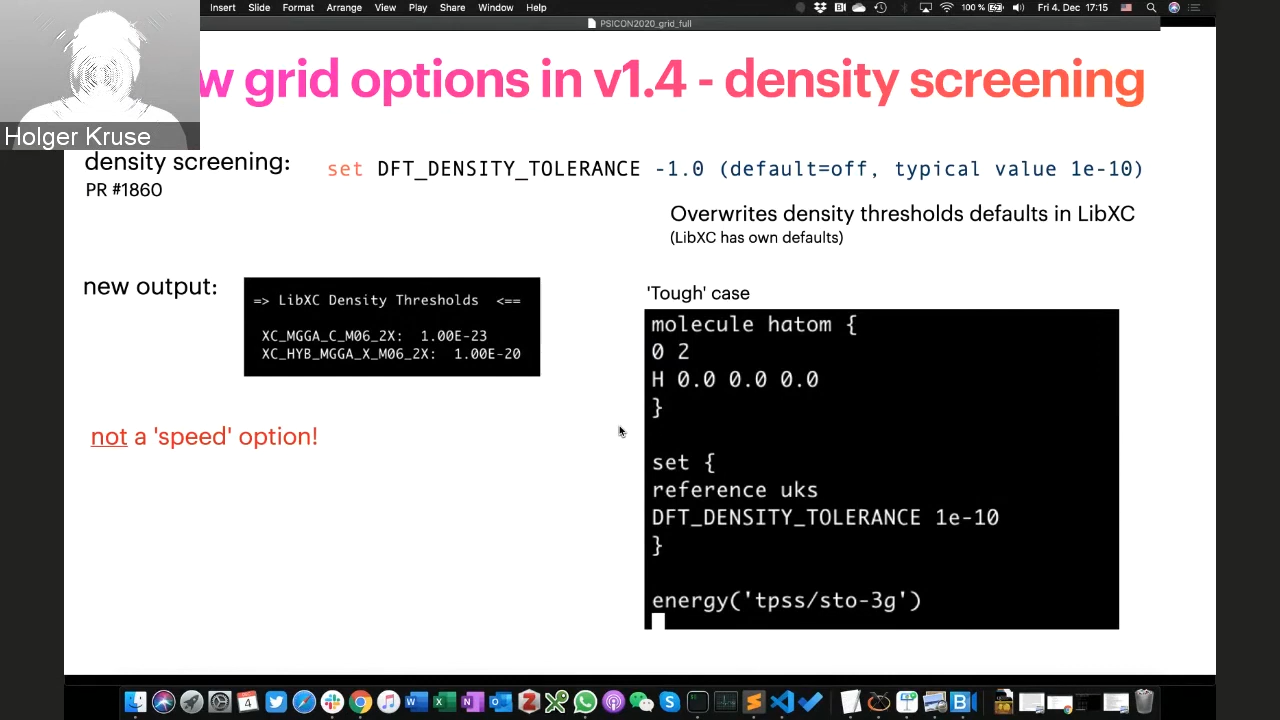 Insert Slide Format Arrange View Play Share Window Help
100 % Fri 4. Dec 17:15
PSICON2020_grid_full
w grid options in v1.4 - density screening
Holger Kruse
density screening:
set DFT_DENSITY_TOLERANCE -1.0 (default=off, typical value 1e-10)
PR #1860
Overwrites density thresholds defaults in LibXC
(LibXC has own defaults)
new output:
=> LibXC Density Thresholds <==
XC_MGGA_C_M06_2X: 1.00E-23
XC_HYB_MGGA_X_M06_2X: 1.00E-20
not a 'speed' option!
'Tough' case
molecule hatom {
0 2
H 0.0 0.0 0.0
}
set {
reference uks
DFT_DENSITY_TOLERANCE 1e-10
}
energy('tpss/sto-3g')